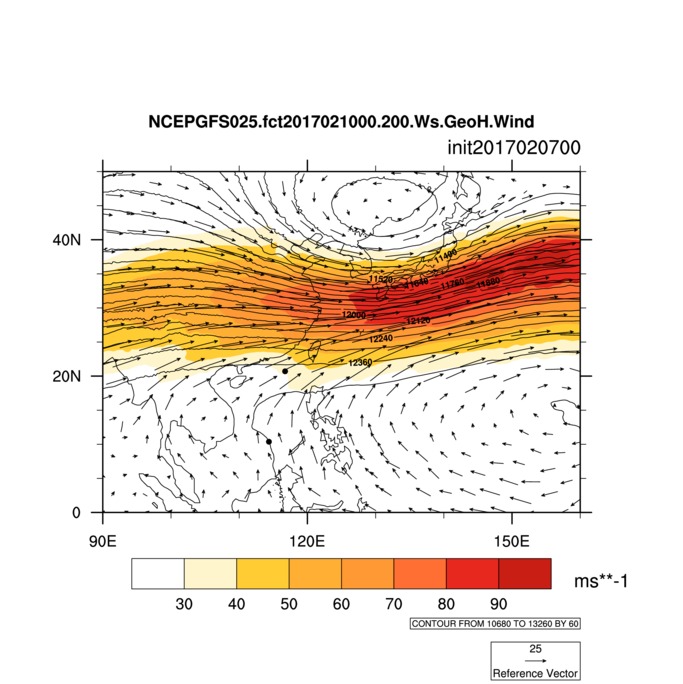 NCEPGFS025.fct2017021000.200.Ws.GeoH.Wind
init2017020700
40N
11400
11520
11640
11760
11880
12000
12120
12240
12360
20N
0
90E 120E 150E
ms**-1
30 40 50 60 70 80 90
CONTOUR FROM 10680 TO 13260 BY 60
25
Reference Vector